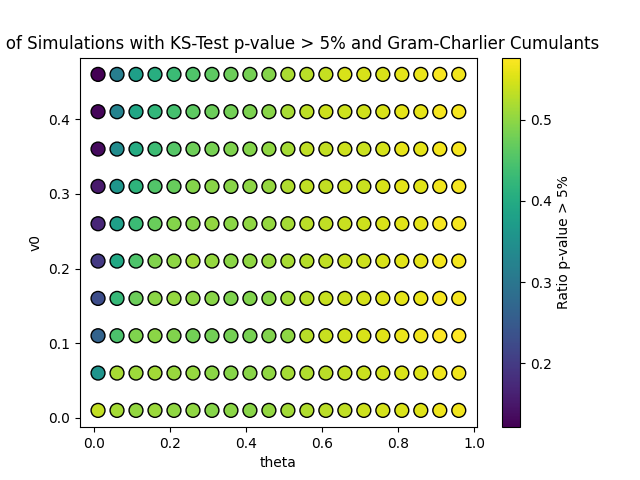 of Simulations with KS-Test p-value > 5% and Gram-Charlier Cumulants
0.4
0.3
0.2
0.1
0.0
v0
0.0 0.2 0.4 0.6 0.8 1.0
theta
0.5
0.4
0.3
0.2
Ratio p-value > 5%